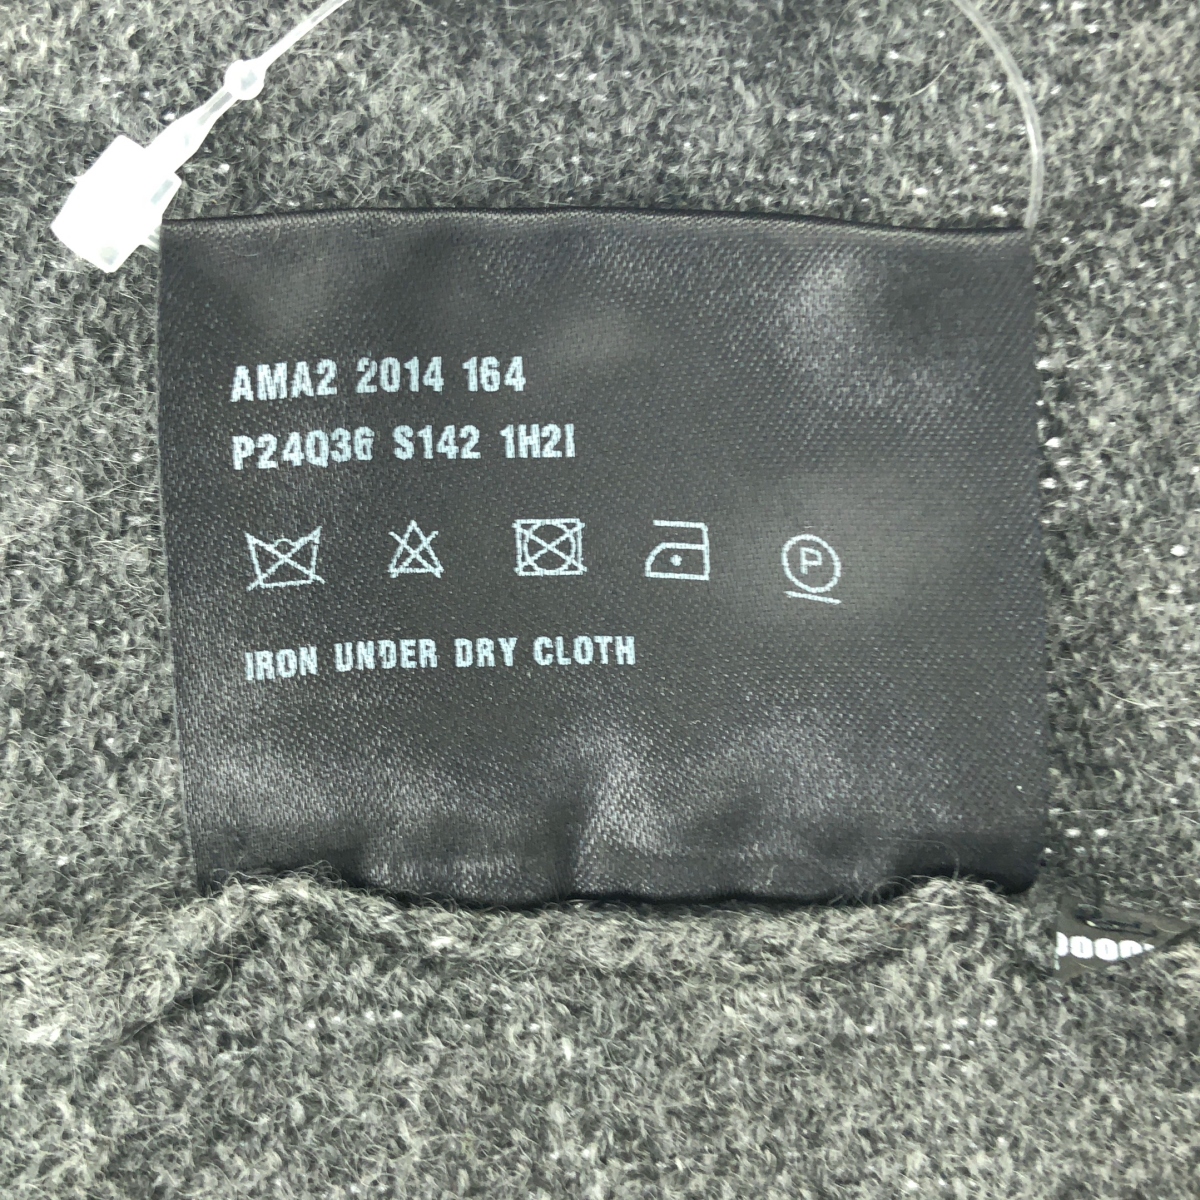 AMA2 2014 164
P24Q36 S142 1H2I
P
IRON UNDER DRY CLOTH